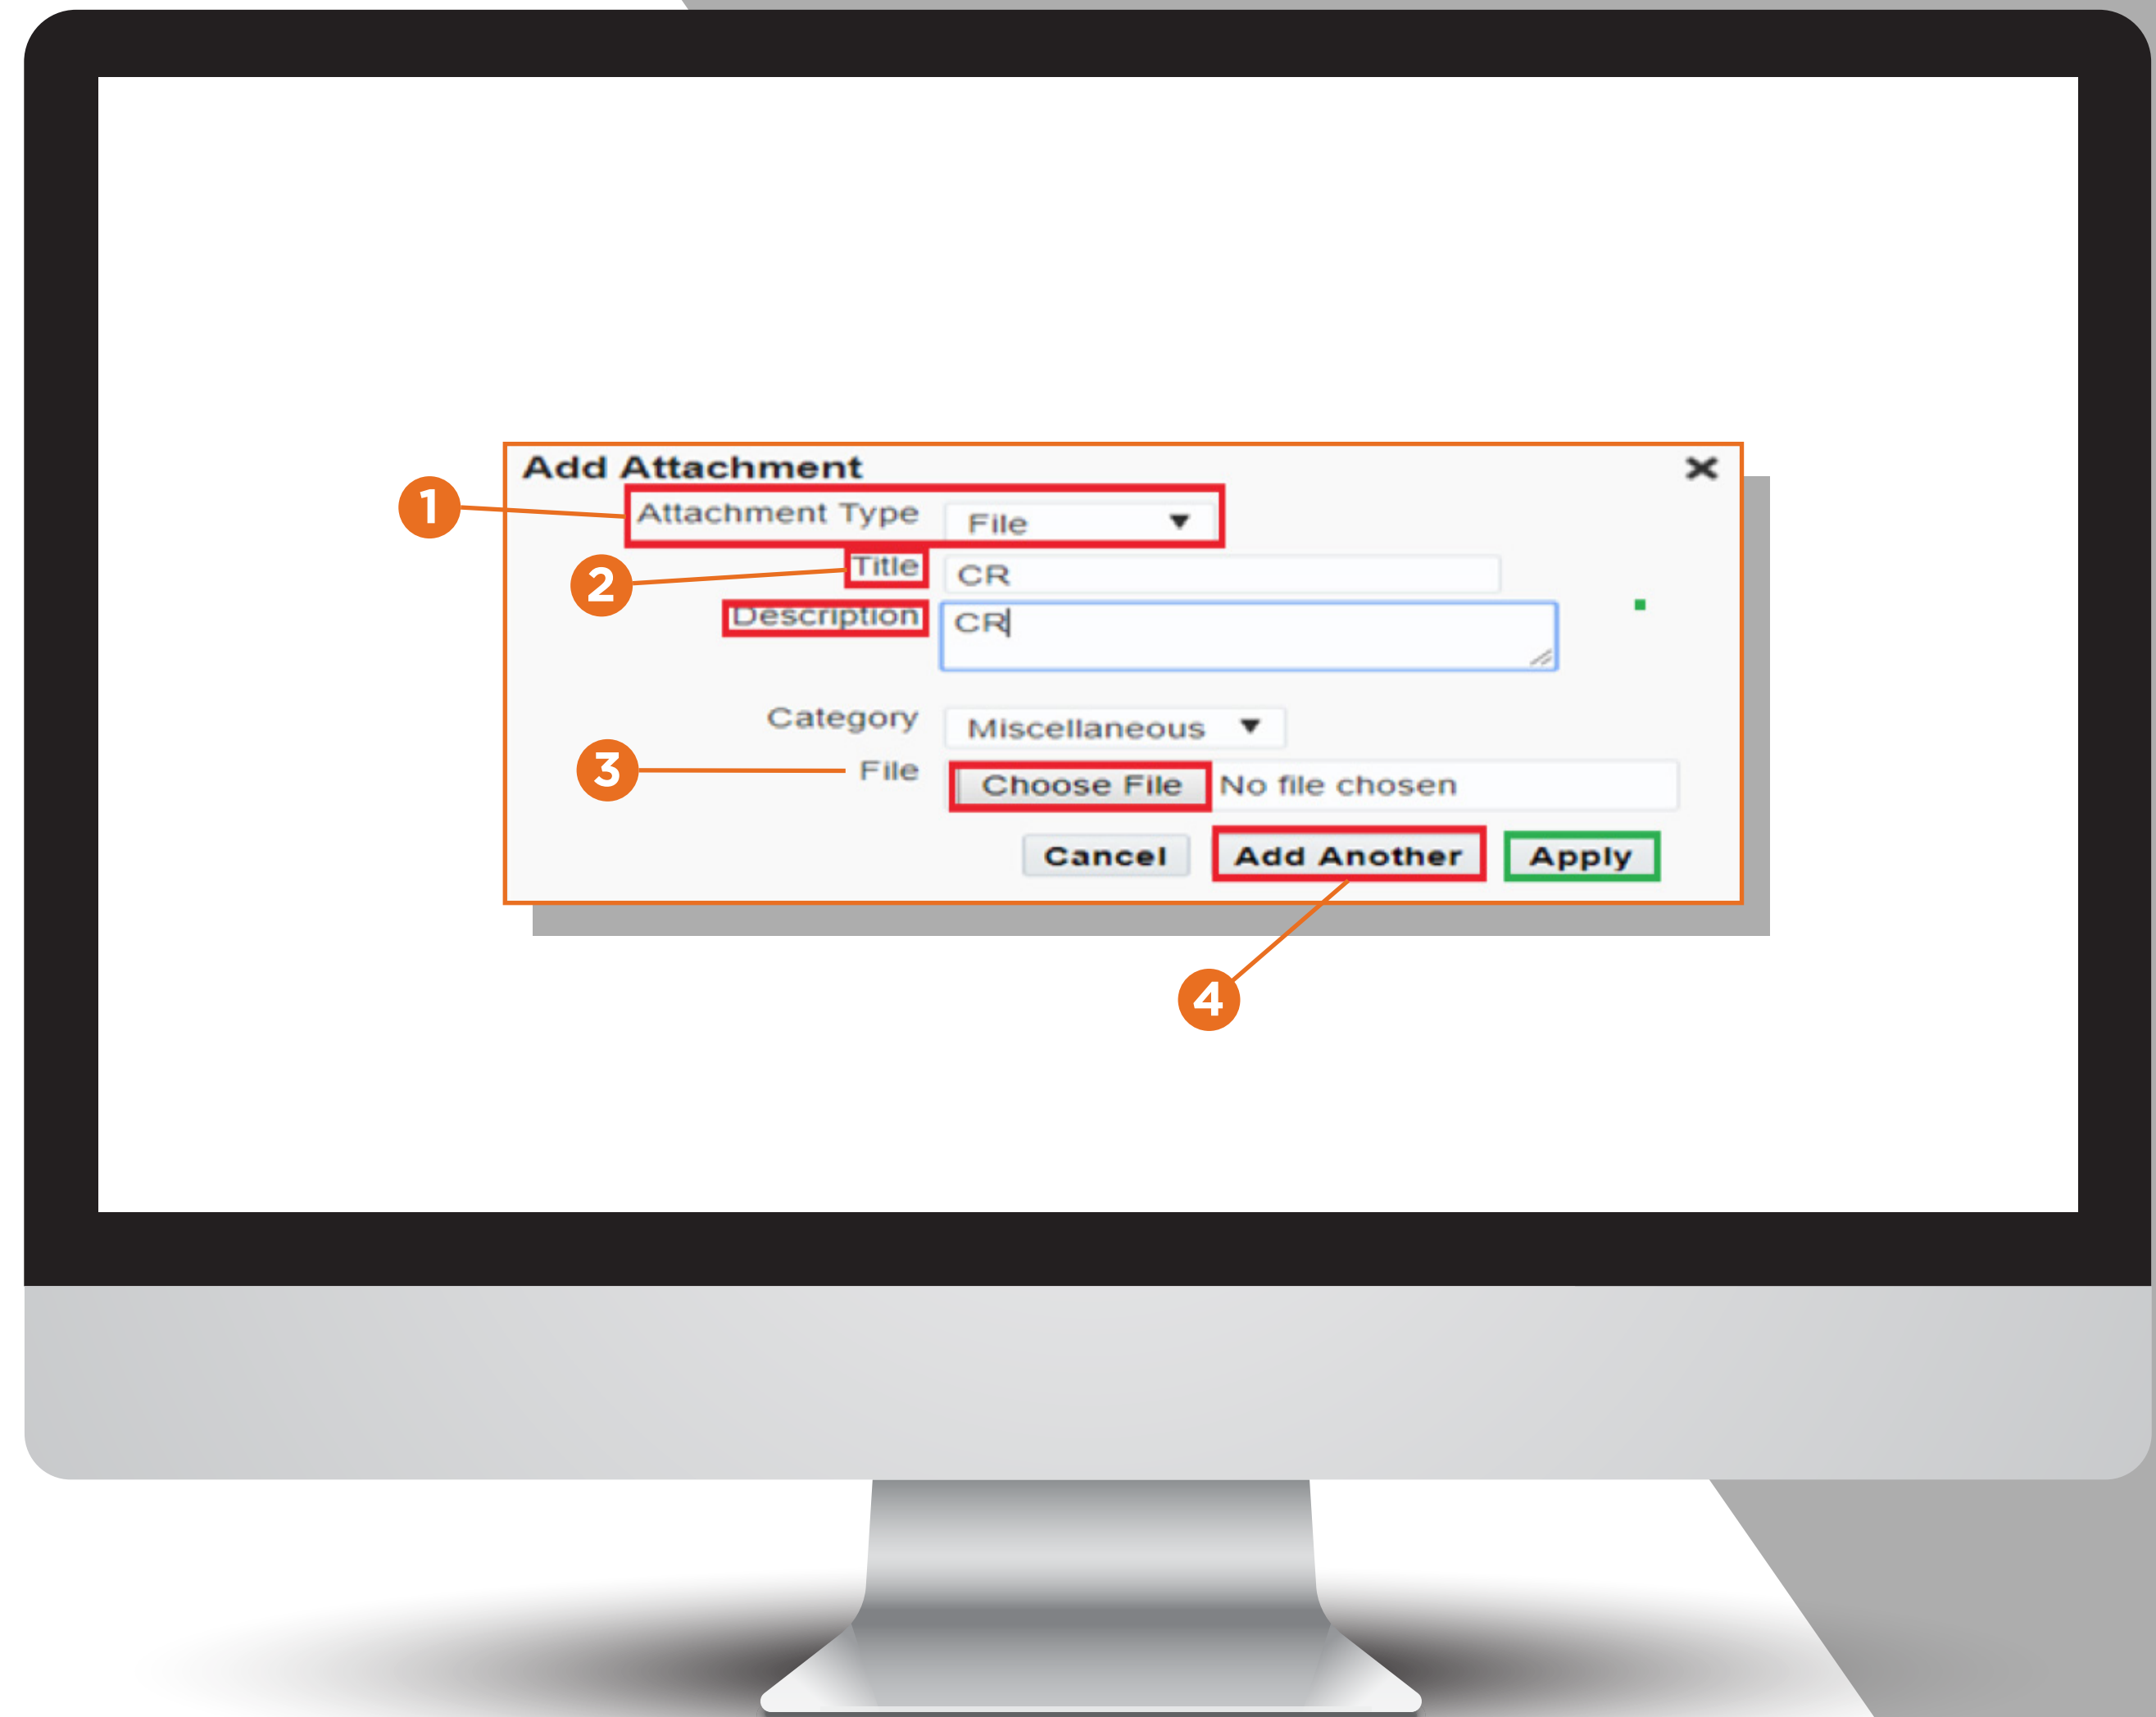 Add Attachment
1
Attachment Type File
2
Title CR
Description CR
Category Miscellaneous
3
File Choose File No file chosen
Cancel Add Another Apply
4